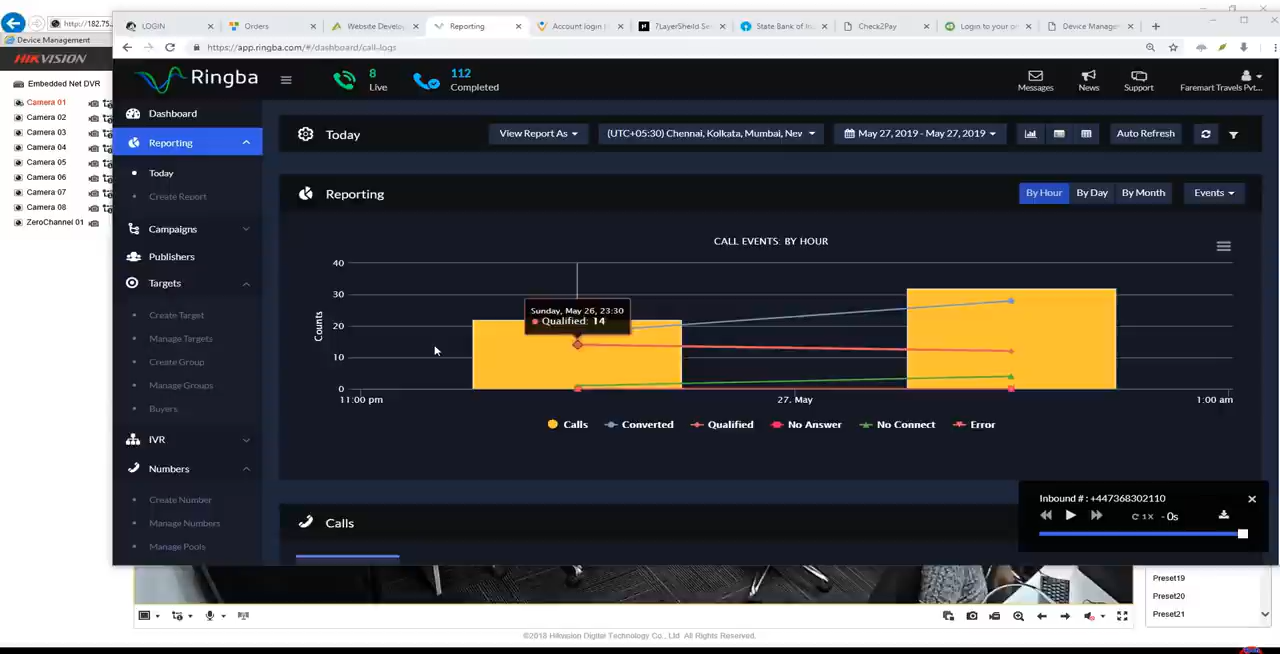 LOGIN
Orders
Website Develo
Reporting
Account login |
7LayerSheild Se
State Bank of In
Check2Pay
Login to your o
Device Manage
http://182.75.
https://app.ringba.com/#/dashboard/call-logs
Device Management
HIKVISION
Embedded Net DVR
Camera 01
Camera 02
Camera 03
Camera 04
Camera 05
Camera 06
Camera 07
Camera 08
ZeroChannel 01
Ringba
8
Live
112
Completed
Messages
News
Support
Faremart Travels Pvt...
Dashboard
Reporting
Today
Create Report
Campaigns
Publishers
Targets
Create Target
Manage Targets
Create Group
Manage Groups
Buyers
IVR
Numbers
Create Number
Manage Numbers
Manage Pools
Today
View Report As
(UTC+05:30) Chennai, Kolkata, Mumbai, Nev
May 27, 2019 - May 27, 2019
Auto Refresh
Reporting
By Hour
By Day
By Month
Events
CALL EVENTS: BY HOUR
Counts
40
30
20
10
0
Sunday, May 26, 23:30
Qualified: 14
11:00 pm
27. May
1:00 am
Calls
Converted
Qualified
No Answer
No Connect
Error
Calls
Inbound # : +447368302110
1X
-0s
Preset19
Preset20
Preset21
©2018 Hikvision Digital Technology Co., Ltd. All Rights Reserved.